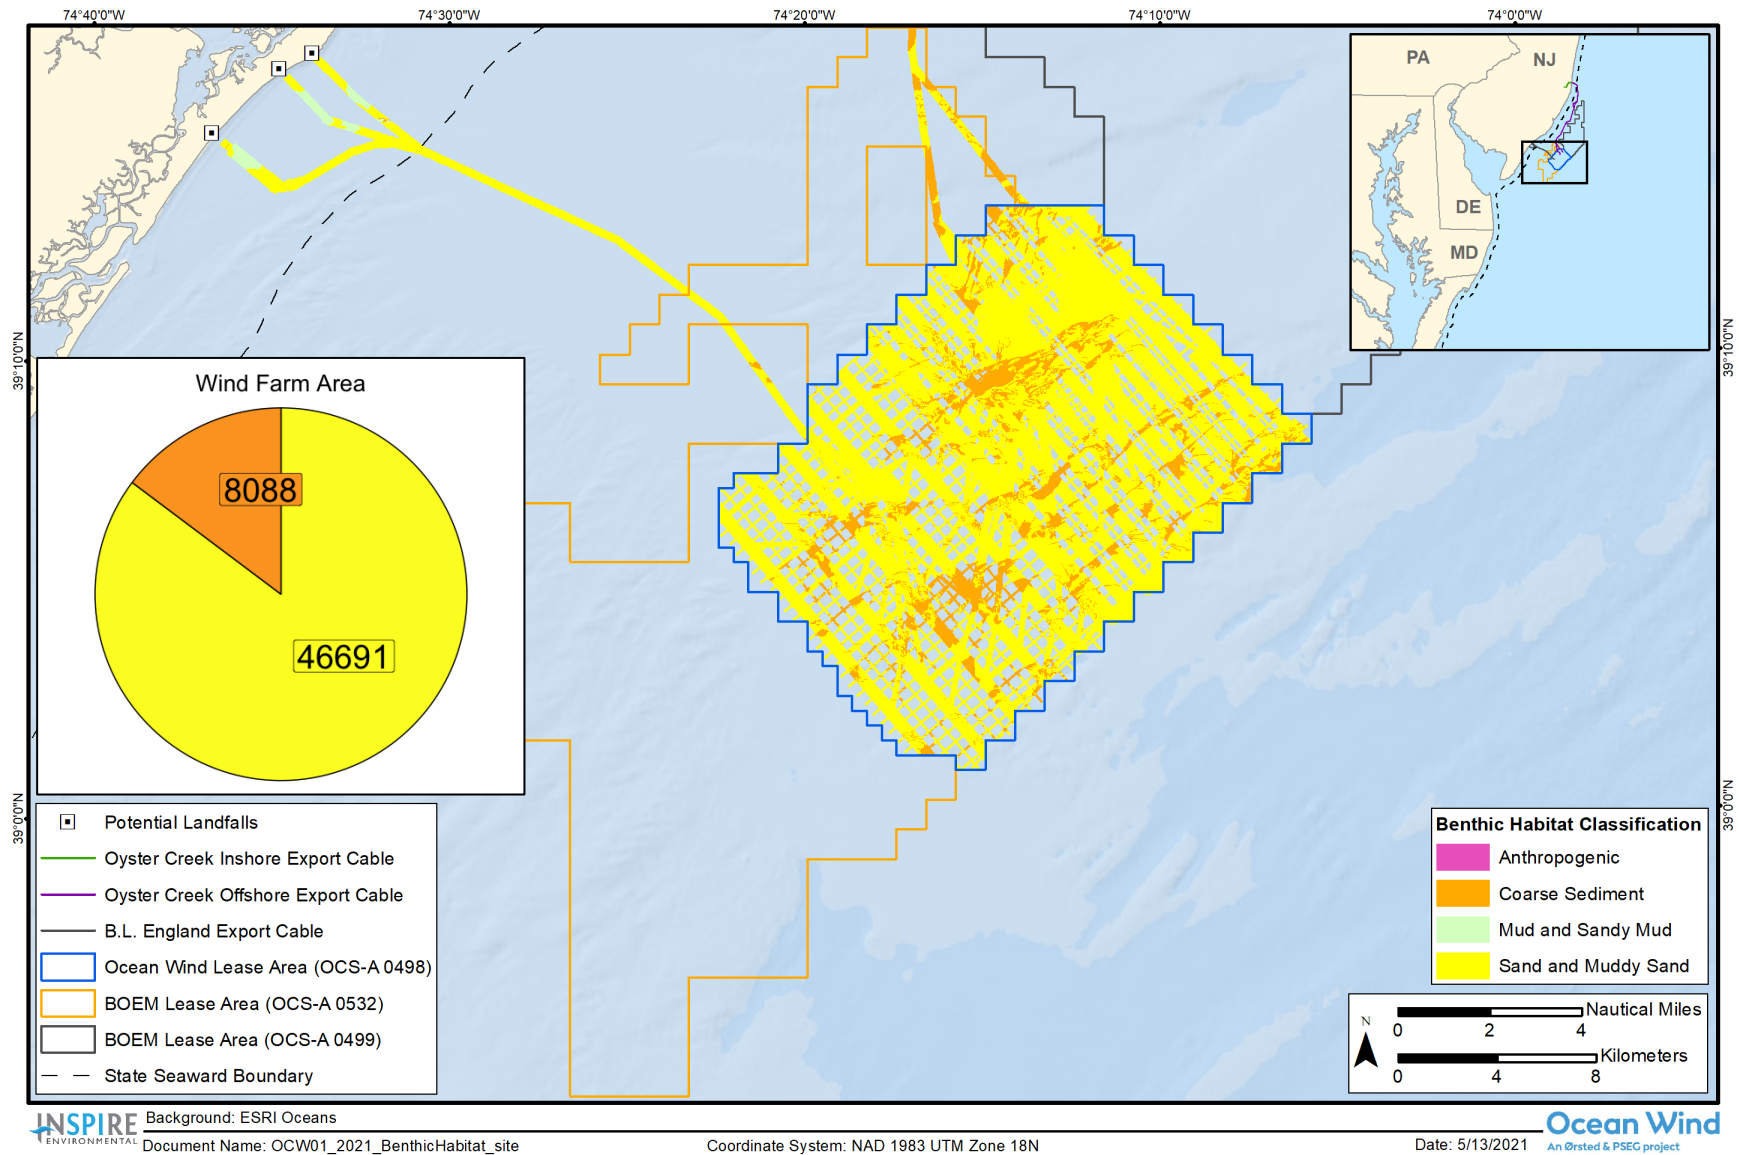 74°40'0"W 74°30'0"W 74°20'0"W 74°10'0"W 74°0'0"W
PA NJ
DE
MD
39°10'0"N 39°10'0"N
Wind Farm Area
8088
46691
39°0'0"N 39°0'0"N
Potential Landfalls
Oyster Creek Inshore Export Cable
Oyster Creek Offshore Export Cable
B.L. England Export Cable
Ocean Wind Lease Area (OCS-A 0498)
BOEM Lease Area (OCS-A 0532)
BOEM Lease Area (OCS-A 0499)
State Seaward Boundary
Benthic Habitat Classification
Anthropogenic
Coarse Sediment
Mud and Sandy Mud
Sand and Muddy Sand
N
Nautical Miles
0 2 4
Kilometers
0 4 8
INSPIRE
ENVIRONMENTAL
Background: ESRI Oceans
Document Name: OCW01_2021_BenthicHabitat_site
Coordinate System: NAD 1983 UTM Zone 18N
Date: 5/13/2021
Ocean Wind
An Ørsted & PSEG project